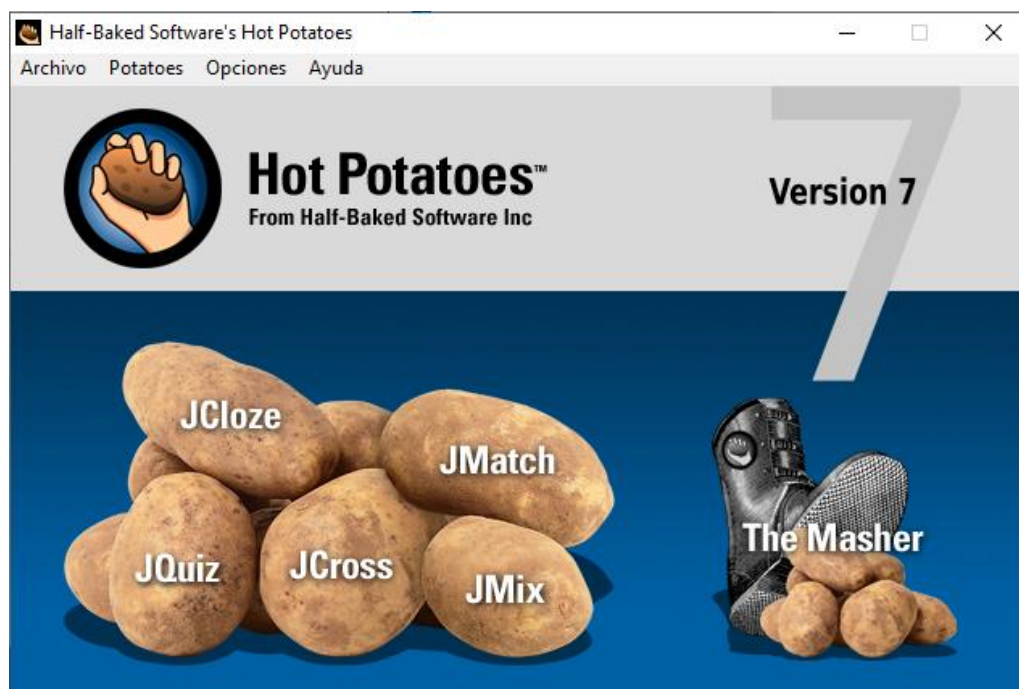 Half-Baked Software's Hot Potatoes
Archivo Potatoes Opciones Ayuda
7
Hot Potatoes™
From Half-Baked Software Inc
Version 7
JCloze
JMatch
JQuiz
JCross
JMix
The Masher